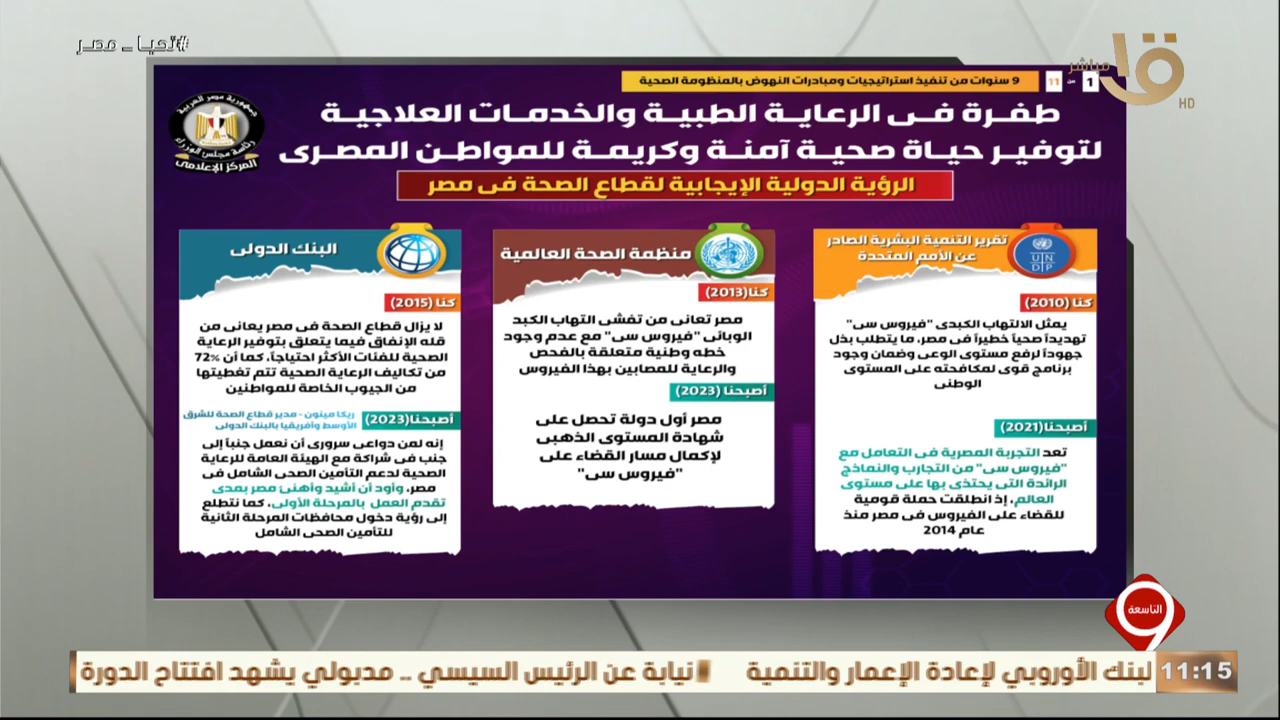 #تحيا_مصر
مباشر
HD
1 من 11
9 سنوات من تنفيذ استراتيجيات ومبادرات النهوض بالمنظومة الصحية
جمهورية مصر العربية
رئاسة مجلس الوزراء
المركز الإعلامى
طفرة فى الرعاية الطبية والخدمات العلاجية
لتوفير حياة صحية آمنة وكريمة للمواطن المصرى
الرؤية الدولية الإيجابية لقطاع الصحة فى مصر
تقرير التنمية البشرية الصادر
عن الأمم المتحدة
UN
DP
كنا (2010)
يمثل الالتهاب الكبدى "فيروس سى"
تهديداً صحياً خطيراً فى مصر، ما يتطلب بذل
جهوداً لرفع مستوى الوعى وضمان وجود
برنامج قوى لمكافحته على المستوى
الوطنى
أصبحنا (2021)
تعد التجربة المصرية فى التعامل مع
"فيروس سى" من التجارب والنماذج
الرائدة التى يحتذى بها على مستوى
العالم، إذ انطلقت حملة قومية
للقضاء على الفيروس فى مصر منذ
عام 2014
منظمة الصحة العالمية
كنا (2013)
مصر تعانى من تفشى التهاب الكبد
الوبائى "فيروس سى" مع عدم وجود
خطه وطنية متعلقة بالفحص
والرعاية للمصابين بهذا الفيروس
أصبحنا (2023)
مصر أول دولة تحصل على
شهادة المستوى الذهبى
لإكمال مسار القضاء على
"فيروس سى"
البنك الدولى
كنا (2015)
لا يزال قطاع الصحة فى مصر يعانى من
قله الإنفاق فيما يتعلق بتوفير الرعاية
الصحية للفئات الأكثر احتياجاً، كما أن 72%
من تكاليف الرعاية الصحية تتم تغطيتها
من الجيوب الخاصة للمواطنين
أصبحنا (2023)
ريكا مينون - مدير قطاع الصحة للشرق
الأوسط وأفريقيا بالبنك الدولى
إنه لمن دواعى سرورى أن نعمل جنباً إلى
جنب فى شراكة مع الهيئة العامة للرعاية
الصحية لدعم التأمين الصحى الشامل فى
مصر، وأود أن أشيد وأهنئ مصر بمدى
تقدم العمل بالمرحلة الأولى، كما نتطلع
إلى رؤية دخول محافظات المرحلة الثانية
للتأمين الصحى الشامل
التاسعة
9
11:15
لبنك الأوروبي لإعادة الإعمار والتنمية
نيابة عن الرئيس السيسي .. مدبولي يشهد افتتاح الدورة